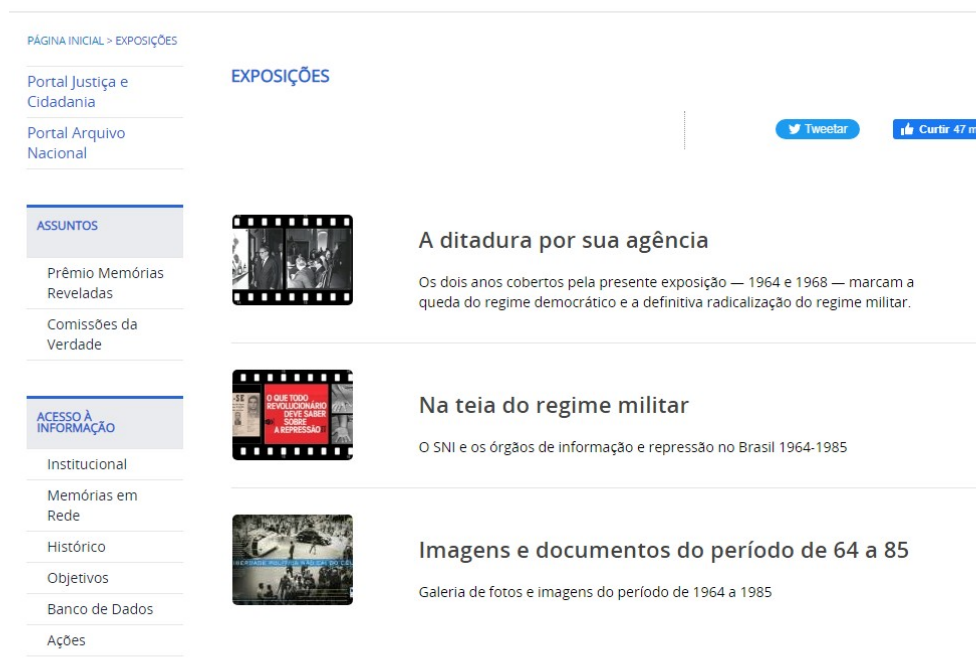 PÁGINA INICIAL > EXPOSIÇÕES
Portal Justiça e
Cidadania
Portal Arquivo
Nacional
ASSUNTOS
Prêmio Memórias
Reveladas
Comissões da
Verdade
ACESSO À
INFORMAÇÃO
Institucional
Memórias em
Rede
Histórico
Objetivos
Banco de Dados
Ações
EXPOSIÇÕES
Tweetar
Curtir 47 m
A ditadura por sua agência
Os dois anos cobertos pela presente exposição — 1964 e 1968 — marcam a
queda do regime democrático e a definitiva radicalização do regime militar.
O QUE TODO
REVOLUCIONÁRIO
DEVE SABER
SOBRE
A REPRESSÃO
Na teia do regime militar
O SNI e os órgãos de informação e repressão no Brasil 1964-1985
Imagens e documentos do período de 64 a 85
Galeria de fotos e imagens do período de 1964 a 1985